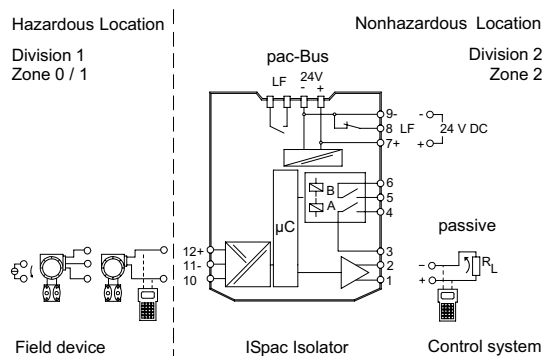 Hazardous Location
Nonhazardous Location
Division 1
Zone 0 / 1
pac-Bus
Division 2
Zone 2
LF
24V
- +
9-
8 LF
7+
-
+
24 V DC
6
5
4
B
A
µC
passive
12+
11-
10
3
2
1
–
+
RL
Field device
ISpac Isolator
Control system